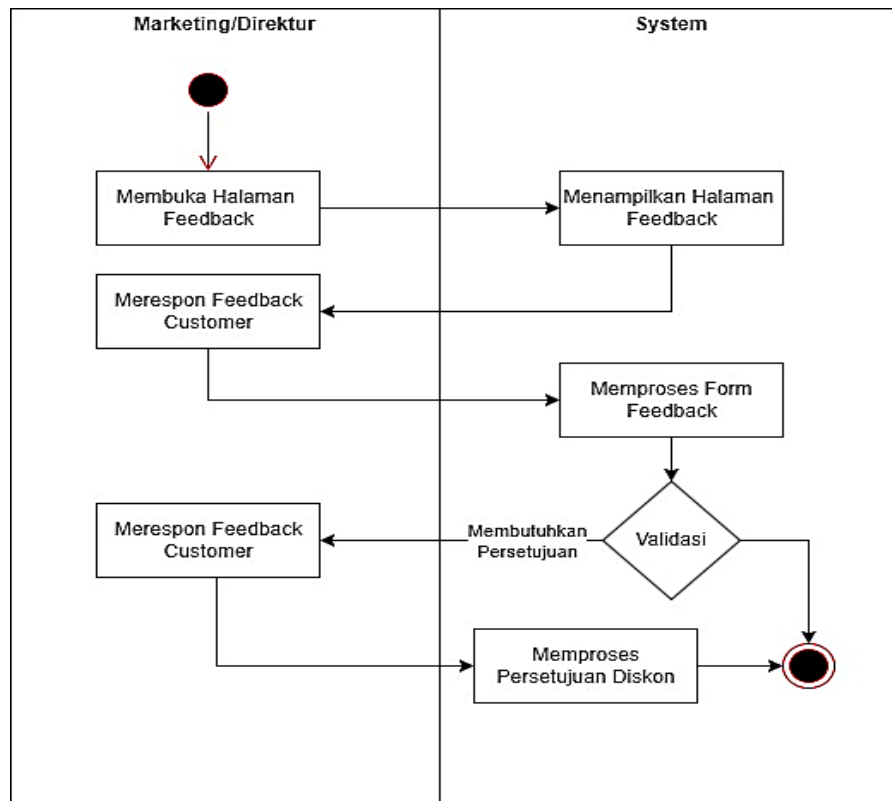 Marketing/Direktur
System
Membuka Halaman
Feedback
Menampilkan Halaman
Feedback
Merespon Feedback
Customer
Memproses Form
Feedback
Validasi
Membutuhkan
Persetujuan
Merespon Feedback
Customer
Memproses
Persetujuan Diskon